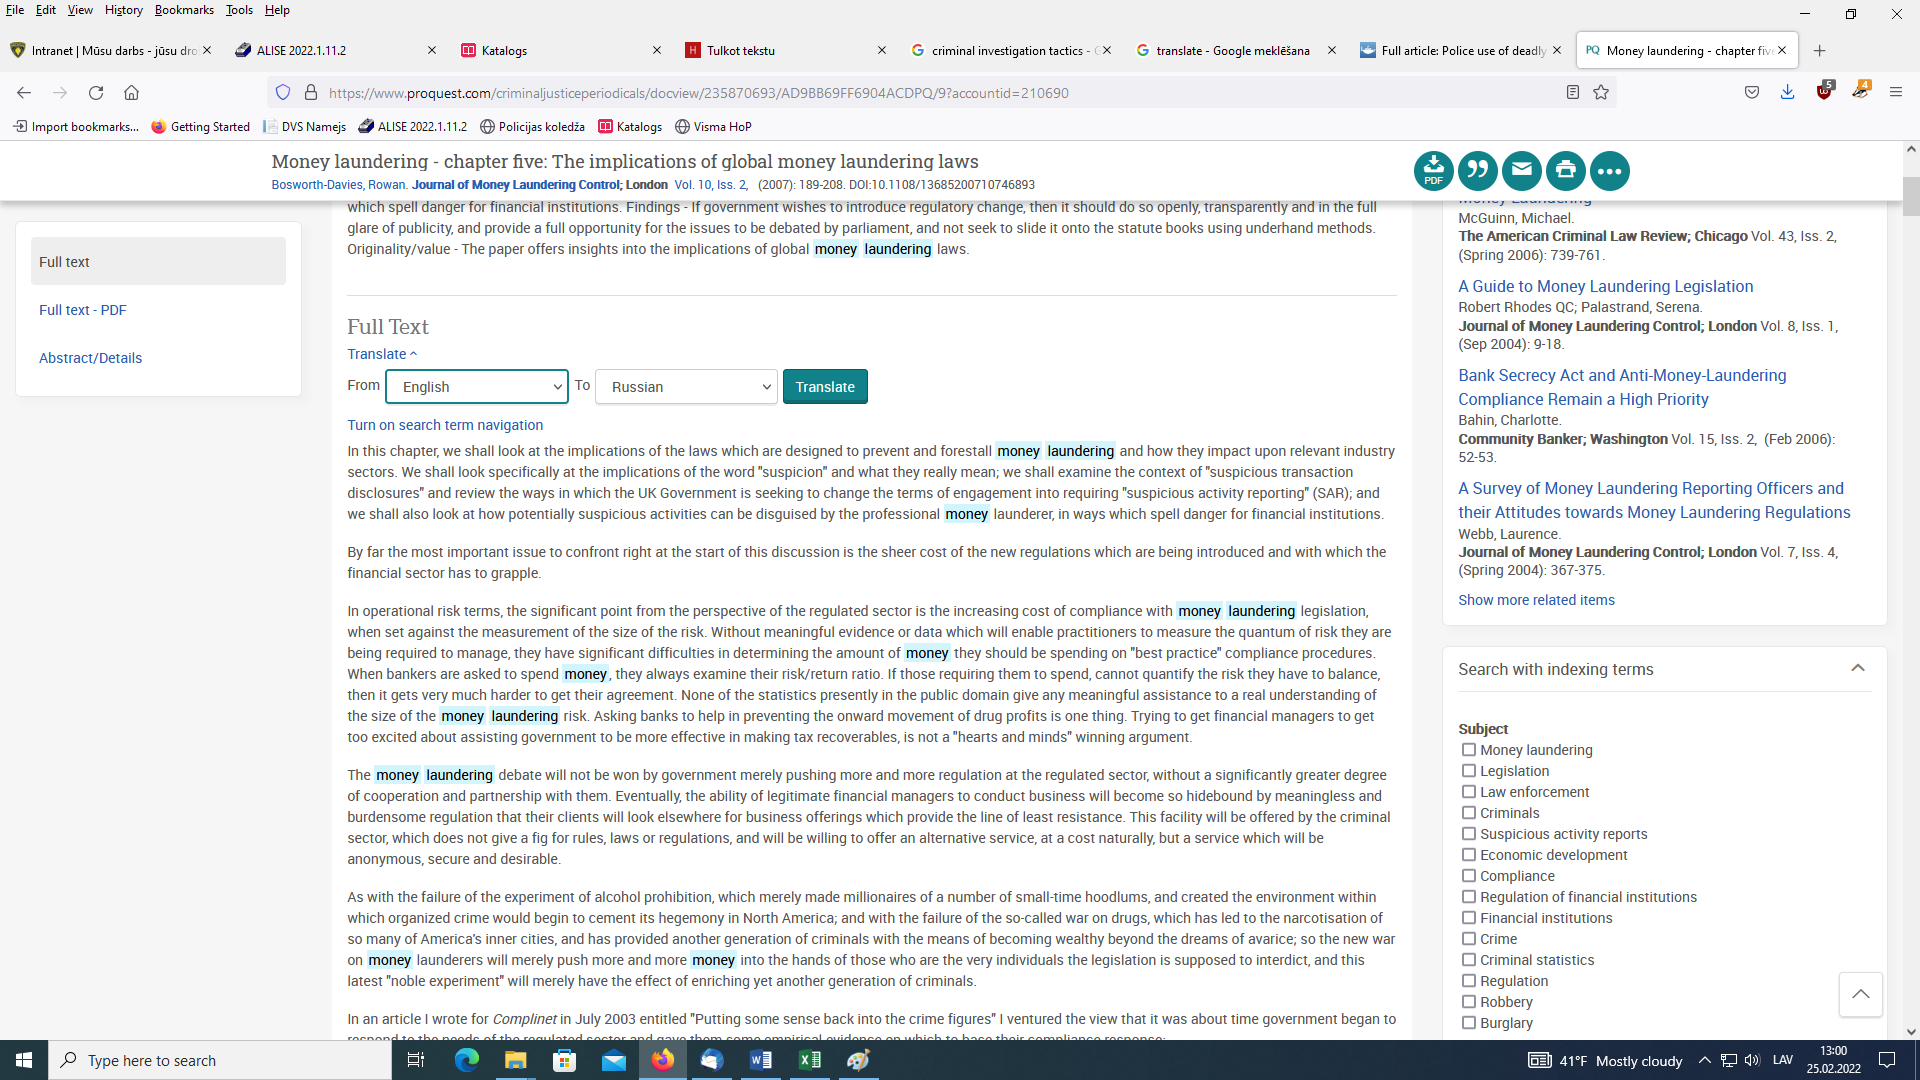 File Edit View History Bookmarks Tools Help
Intranet | Mūsu darbs - jūsu dro
ALISE 2022.1.11.2
Katalogs
Tulkot tekstu
criminal investigation tactics - G
translate - Google meklēšana
Full article: Police use of deadly
Money laundering - chapter five
https://www.proquest.com/criminaljusticeperiodicals/docview/235870693/AD9BB69FF6904ACDPQ/9?accountid=210690
5
4
Import bookmarks... Getting Started DVS Namejs ALISE 2022.1.11.2 Policijas koledža Katalogs Visma HoP
Money laundering - chapter five: The implications of global money laundering laws
Bosworth-Davies, Rowan. Journal of Money Laundering Control; London Vol. 10, Iss. 2, (2007): 189-208. DOI:10.1108/13685200710746893
PDF
Full text
Full text - PDF
Abstract/Details
which spell danger for financial institutions. Findings - If government wishes to introduce regulatory change, then it should do so openly, transparently and in the full
glare of publicity, and provide a full opportunity for the issues to be debated by parliament, and not seek to slide it onto the statute books using underhand methods.
Originality/value - The paper offers insights into the implications of global money laundering laws.
Full Text
Translate
From English To Russian Translate
Turn on search term navigation
In this chapter, we shall look at the implications of the laws which are designed to prevent and forestall money laundering and how they impact upon relevant industry
sectors. We shall look specifically at the implications of the word "suspicion" and what they really mean; we shall examine the context of "suspicious transaction
disclosures" and review the ways in which the UK Government is seeking to change the terms of engagement into requiring "suspicious activity reporting" (SAR); and
we shall also look at how potentially suspicious activities can be disguised by the professional money launderer, in ways which spell danger for financial institutions.
By far the most important issue to confront right at the start of this discussion is the sheer cost of the new regulations which are being introduced and with which the
financial sector has to grapple.
In operational risk terms, the significant point from the perspective of the regulated sector is the increasing cost of compliance with money laundering legislation,
when set against the measurement of the size of the risk. Without meaningful evidence or data which will enable practitioners to measure the quantum of risk they are
being required to manage, they have significant difficulties in determining the amount of money they should be spending on "best practice" compliance procedures.
When bankers are asked to spend money, they always examine their risk/return ratio. If those requiring them to spend, cannot quantify the risk they have to balance,
then it gets very much harder to get their agreement. None of the statistics presently in the public domain give any meaningful assistance to a real understanding of
the size of the money laundering risk. Asking banks to help in preventing the onward movement of drug profits is one thing. Trying to get financial managers to get
too excited about assisting government to be more effective in making tax recoverables, is not a "hearts and minds" winning argument.
The money laundering debate will not be won by government merely pushing more and more regulation at the regulated sector, without a significantly greater degree
of cooperation and partnership with them. Eventually, the ability of legitimate financial managers to conduct business will become so hidebound by meaningless and
burdensome regulation that their clients will look elsewhere for business offerings which provide the line of least resistance. This facility will be offered by the criminal
sector, which does not give a fig for rules, laws or regulations, and will be willing to offer an alternative service, at a cost naturally, but a service which will be
anonymous, secure and desirable.
As with the failure of the experiment of alcohol prohibition, which merely made millionaires of a number of small-time hoodlums, and created the environment within
which organized crime would begin to cement its hegemony in North America; and with the failure of the so-called war on drugs, which has led to the narcotisation of
so many of America's inner cities, and has provided another generation of criminals with the means of becoming wealthy beyond the dreams of avarice; so the new war
on money launderers will merely push more and more money into the hands of those who are the very individuals the legislation is supposed to interdict, and this
latest "noble experiment" will merely have the effect of enriching yet another generation of criminals.
In an article I wrote for Complinet in July 2003 entitled "Putting some sense back into the crime figures" I ventured the view that it was about time government began to
respond to the needs of the regulated sector and gave them some empirical evidence on which to base their compliance response:
Money Laundering
McGuinn, Michael.
The American Criminal Law Review; Chicago Vol. 43, Iss. 2,
(Spring 2006): 739-761.
A Guide to Money Laundering Legislation
Robert Rhodes QC; Palastrand, Serena.
Journal of Money Laundering Control; London Vol. 8, Iss. 1,
(Sep 2004): 9-18.
Bank Secrecy Act and Anti-Money-Laundering
Compliance Remain a High Priority
Bahin, Charlotte.
Community Banker; Washington Vol. 15, Iss. 2, (Feb 2006):
52-53.
A Survey of Money Laundering Reporting Officers and
their Attitudes towards Money Laundering Regulations
Webb, Laurence.
Journal of Money Laundering Control; London Vol. 7, Iss. 4,
(Spring 2004): 367-375.
Show more related items
Search with indexing terms
Subject
Money laundering
Legislation
Law enforcement
Criminals
Suspicious activity reports
Economic development
Compliance
Regulation of financial institutions
Financial institutions
Crime
Criminal statistics
Regulation
Robbery
Burglary
Type here to search
41°F Mostly cloudy
LAV
13:00
25.02.2022